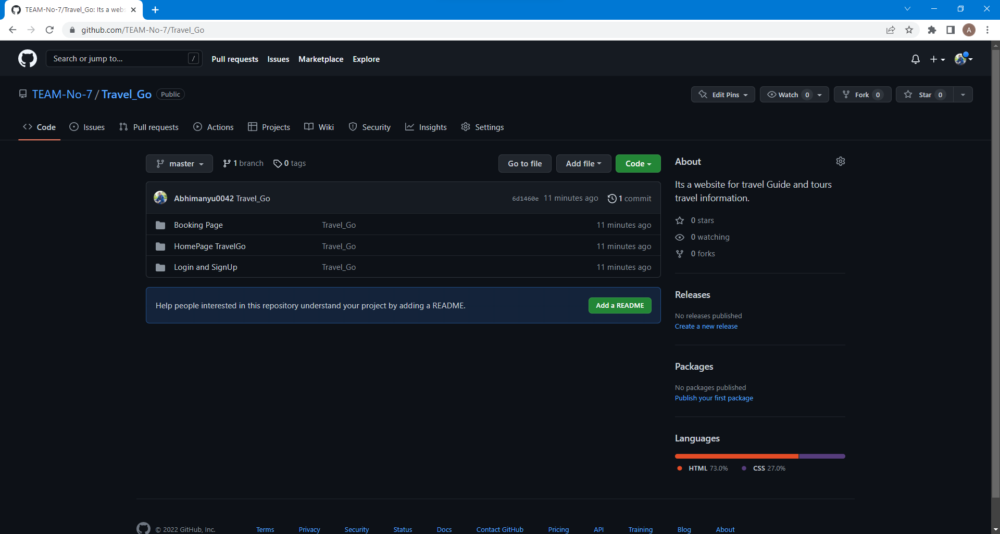 TEAM-No-7/Travel_Go: Its a webs
github.com/TEAM-No-7/Travel_Go
A
Search or jump to... /
Pull requests Issues Marketplace Explore
TEAM-No-7 / Travel_Go Public
Edit Pins Watch 0 Fork 0 Star 0
Code Issues Pull requests Actions Projects Wiki Security Insights Settings
master 1 branch 0 tags Go to file Add file Code
Abhimanyu0042 Travel_Go 6d1460e 11 minutes ago 1 commit
Booking Page Travel_Go 11 minutes ago
HomePage TravelGo Travel_Go 11 minutes ago
Login and SignUp Travel_Go 11 minutes ago
Help people interested in this repository understand your project by adding a README. Add a README
About
Its a website for travel Guide and tours
travel information.
0 stars
0 watching
0 forks
Releases
No releases published
Create a new release
Packages
No packages published
Publish your first package
Languages
HTML 73.0% CSS 27.0%
© 2022 GitHub, Inc. Terms Privacy Security Status Docs Contact GitHub Pricing API Training Blog About